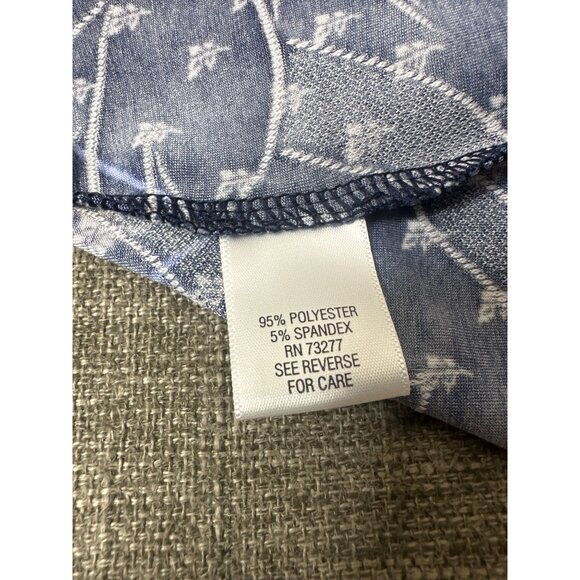 95% POLYESTER
5% SPANDEX
RN 73277
SEE REVERSE
FOR CARE